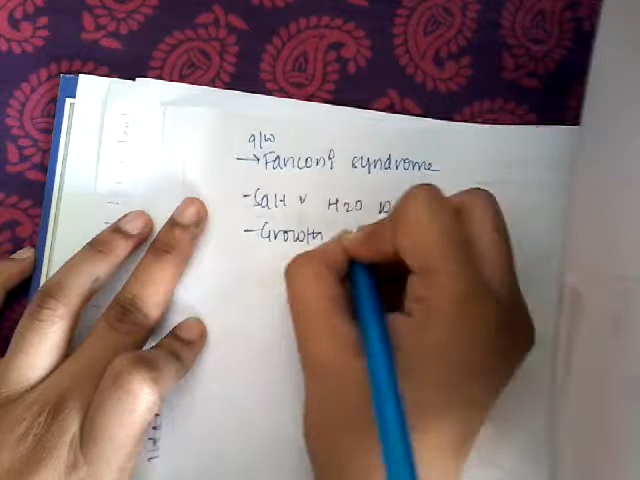 a/w
→ Fanconi syndrome
- Salt & H2O
- Growth